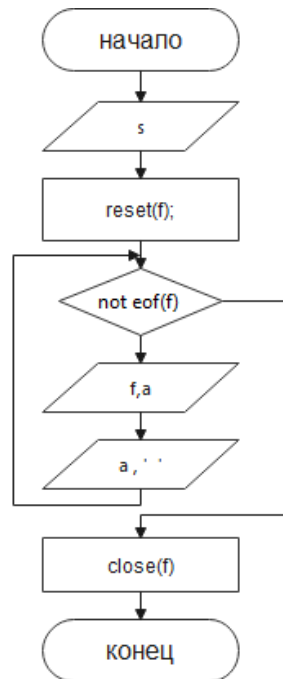 начало
s
reset(f);
not eof(f)
f,a
a , ' '
close(f)
конец